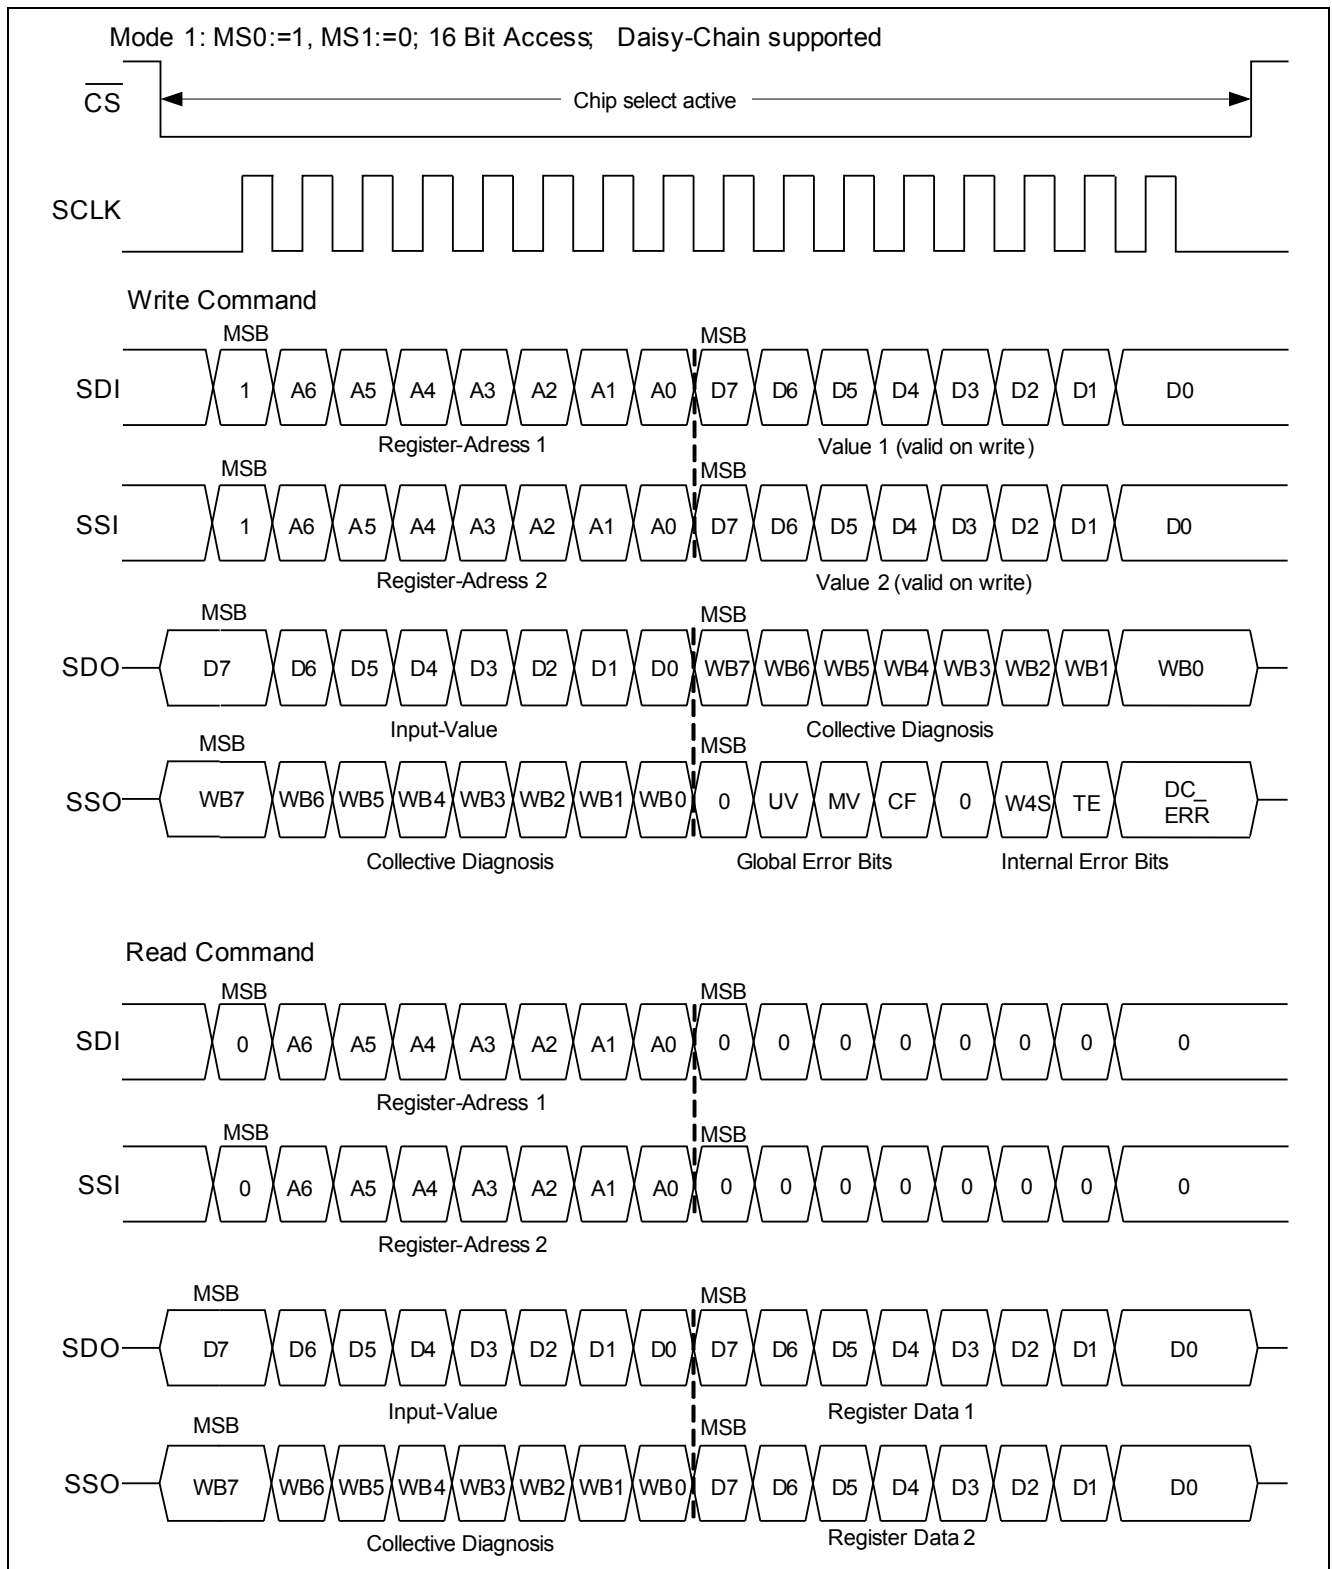 Mode 1: MS0:=1, MS1:=0; 16 Bit Access; Daisy-Chain supported
CS
Chip select active
SCLK
Write Command
MSB MSB
SDI 1 A6 A5 A4 A3 A2 A1 A0 D7 D6 D5 D4 D3 D2 D1 D0
Register-Adress 1 Value 1 (valid on write)
MSB MSB
SSI 1 A6 A5 A4 A3 A2 A1 A0 D7 D6 D5 D4 D3 D2 D1 D0
Register-Adress 2 Value 2 (valid on write)
MSB MSB
SDO D7 D6 D5 D4 D3 D2 D1 D0 WB7 WB6 WB5 WB4 WB3 WB2 WB1 WB0
Input-Value Collective Diagnosis
MSB MSB
SSO WB7 WB6 WB5 WB4 WB3 WB2 WB1 WB0 0 UV MV CF 0 W4S TE DC_
ERR
Collective Diagnosis Global Error Bits Internal Error Bits
Read Command
MSB MSB
SDI 0 A6 A5 A4 A3 A2 A1 A0 0 0 0 0 0 0 0 0
Register-Adress 1
MSB MSB
SSI 0 A6 A5 A4 A3 A2 A1 A0 0 0 0 0 0 0 0 0
Register-Adress 2
MSB MSB
SDO D7 D6 D5 D4 D3 D2 D1 D0 D7 D6 D5 D4 D3 D2 D1 D0
Input-Value Register Data 1
MSB MSB
SSO WB7 WB6 WB5 WB4 WB3 WB2 WB1 WB0 D7 D6 D5 D4 D3 D2 D1 D0
Collective Diagnosis Register Data 2